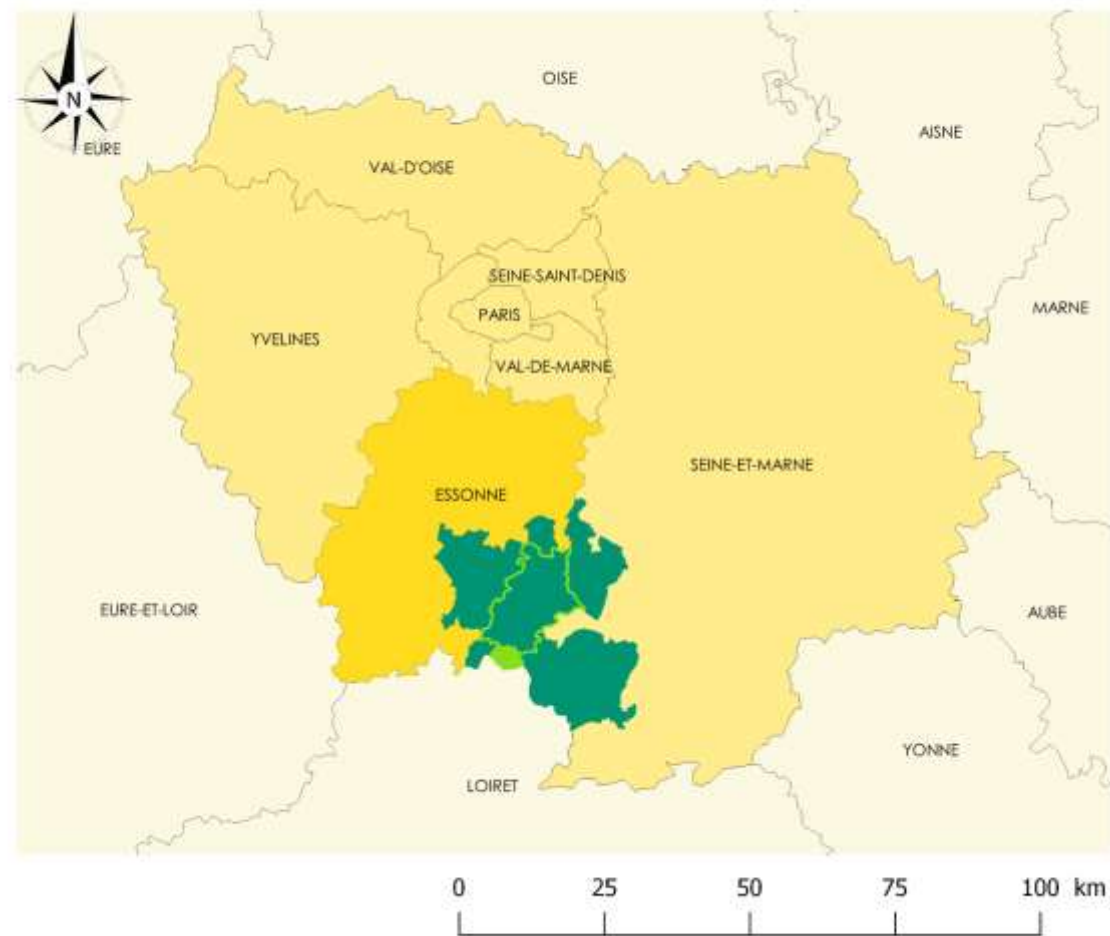 OISE
N
AISNE
EURE
VAL-D'OISE
SEINE-SAINT-DENIS
MARNE
PARIS
YVELINES
VAL-DE-MARNE
SEINE-ET-MARNE
ESSONNE
EURE-ET-LOIR
AUBE
YONNE
LOIRET
0 25 50 75 100 km